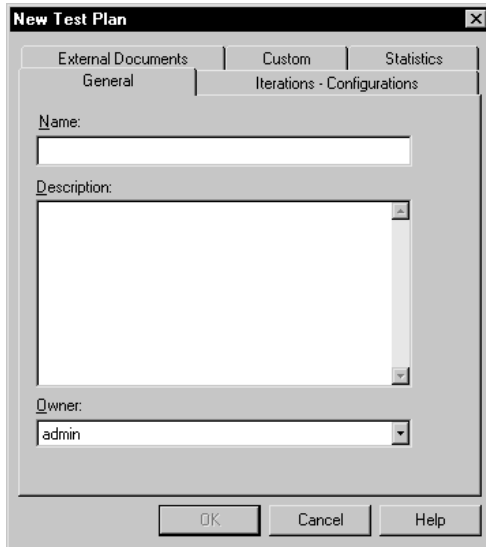 New Test Plan
External Documents
Custom
Statistics
General
Iterations - Configurations
Name:
Description:
Owner:
admin
OK
Cancel
Help